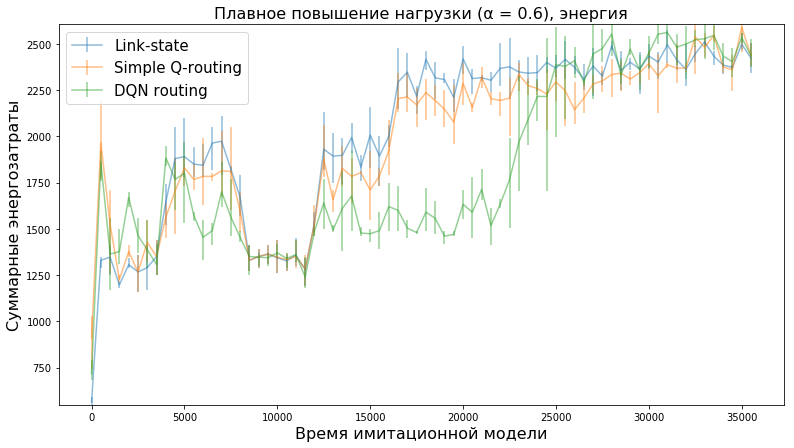 Плавное повышение нагрузки (α = 0.6), энергия
Суммарные энергозатраты
2500
2250
2000
1750
1500
1250
1000
750
Link-state
Simple Q-routing
DQN routing
0
5000
10000
15000
20000
25000
30000
35000
Время имитационной модели